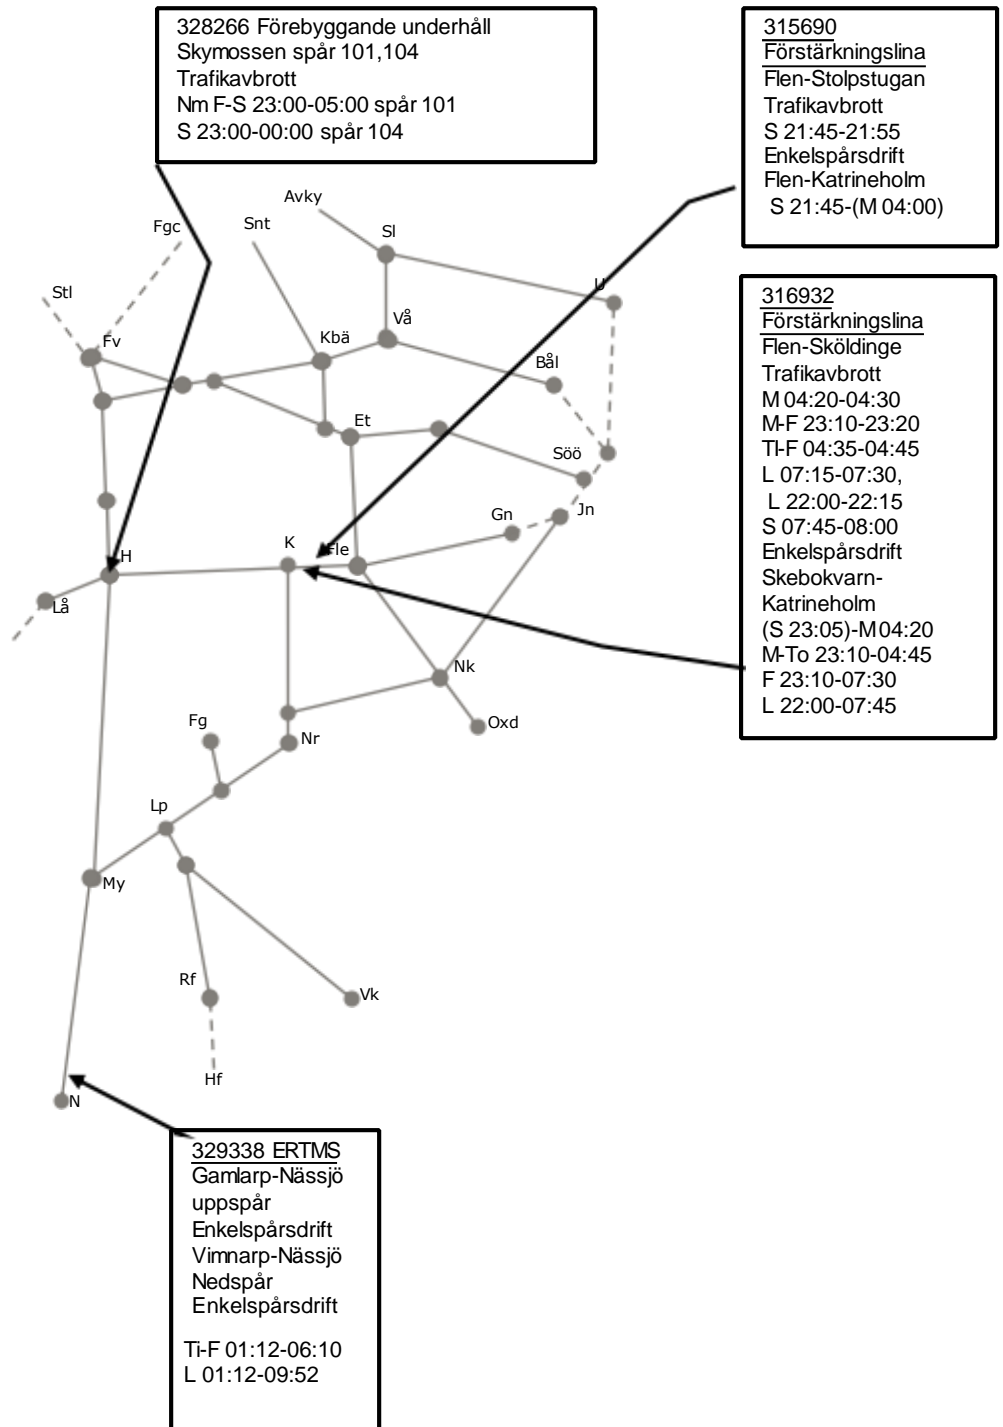 328266 Förebyggande underhåll
Skymossen spår 101,104
Trafikavbrott
Nm F-S 23:00-05:00 spår 101
S 23:00-00:00 spår 104
315690
Förstärkningslina
Flen-Stolpstugan
Trafikavbrott
S 21:45-21:55
Enkelspårsdrift
Flen-Katrineholm
S 21:45-(M 04:00)
316932
Förstärkningslina
Flen-Sköldinge
Trafikavbrott
M 04:20-04:30
M-F 23:10-23:20
TI-F 04:35-04:45
L 07:15-07:30,
L 22:00-22:15
S 07:45-08:00
Enkelspårsdrift
Skebokvarn-
Katrineholm
(S 23:05)-M 04:20
M-To 23:10-04:45
F 23:10-07:30
L 22:00-07:45
Avky
Fgc
Snt
Sl
Stl
U
Fv
Kbä
Vå
Bål
Et
Söö
Gn
Jn
H
K
Fle
Lå
Nk
Fg
Nr
Oxd
Lp
My
Rf
Vk
Hf
N
329338 ERTMS
Gamlarp-Nässjö
uppspår
Enkelspårsdrift
Vimnarp-Nässjö
Nedspår
Enkelspårsdrift
Ti-F 01:12-06:10
L 01:12-09:52